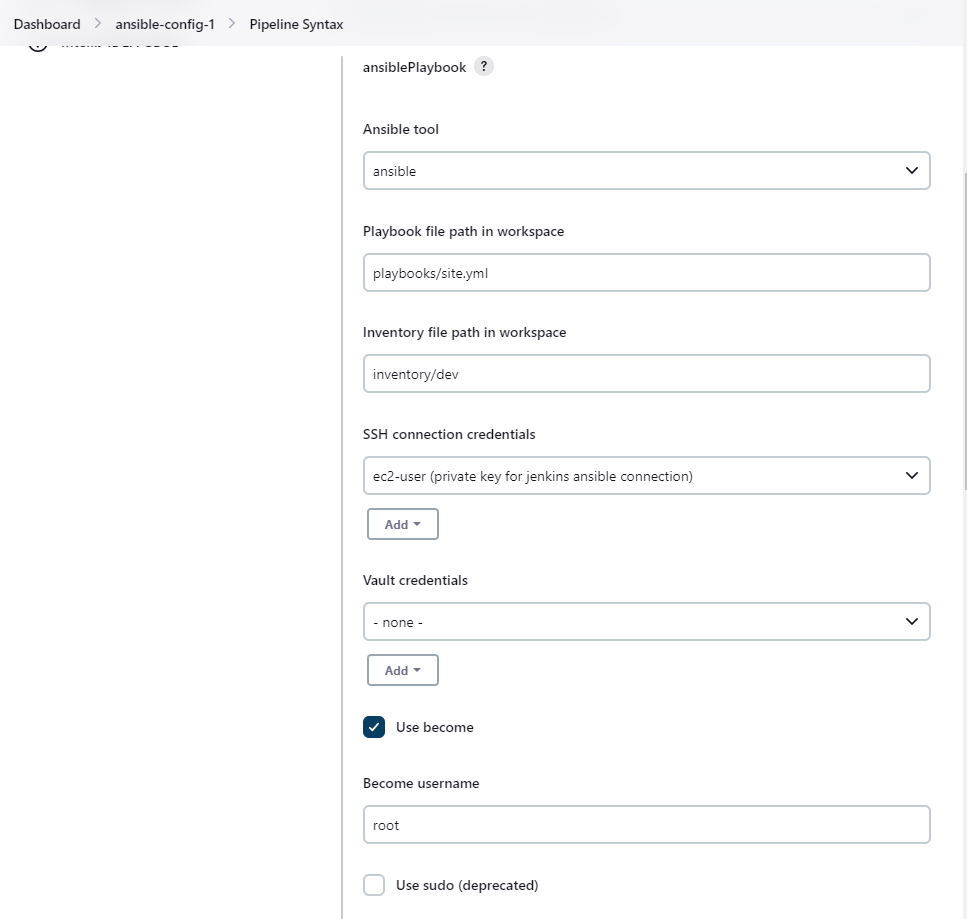 Dashboard > ansible-config-1 > Pipeline Syntax
ansiblePlaybook ?
Ansible tool
ansible
Playbook file path in workspace
playbooks/site.yml
Inventory file path in workspace
inventory/dev
SSH connection credentials
ec2-user (private key for jenkins ansible connection)
Add
Vault credentials
- none -
Add
Use become
Become username
root
Use sudo (deprecated)